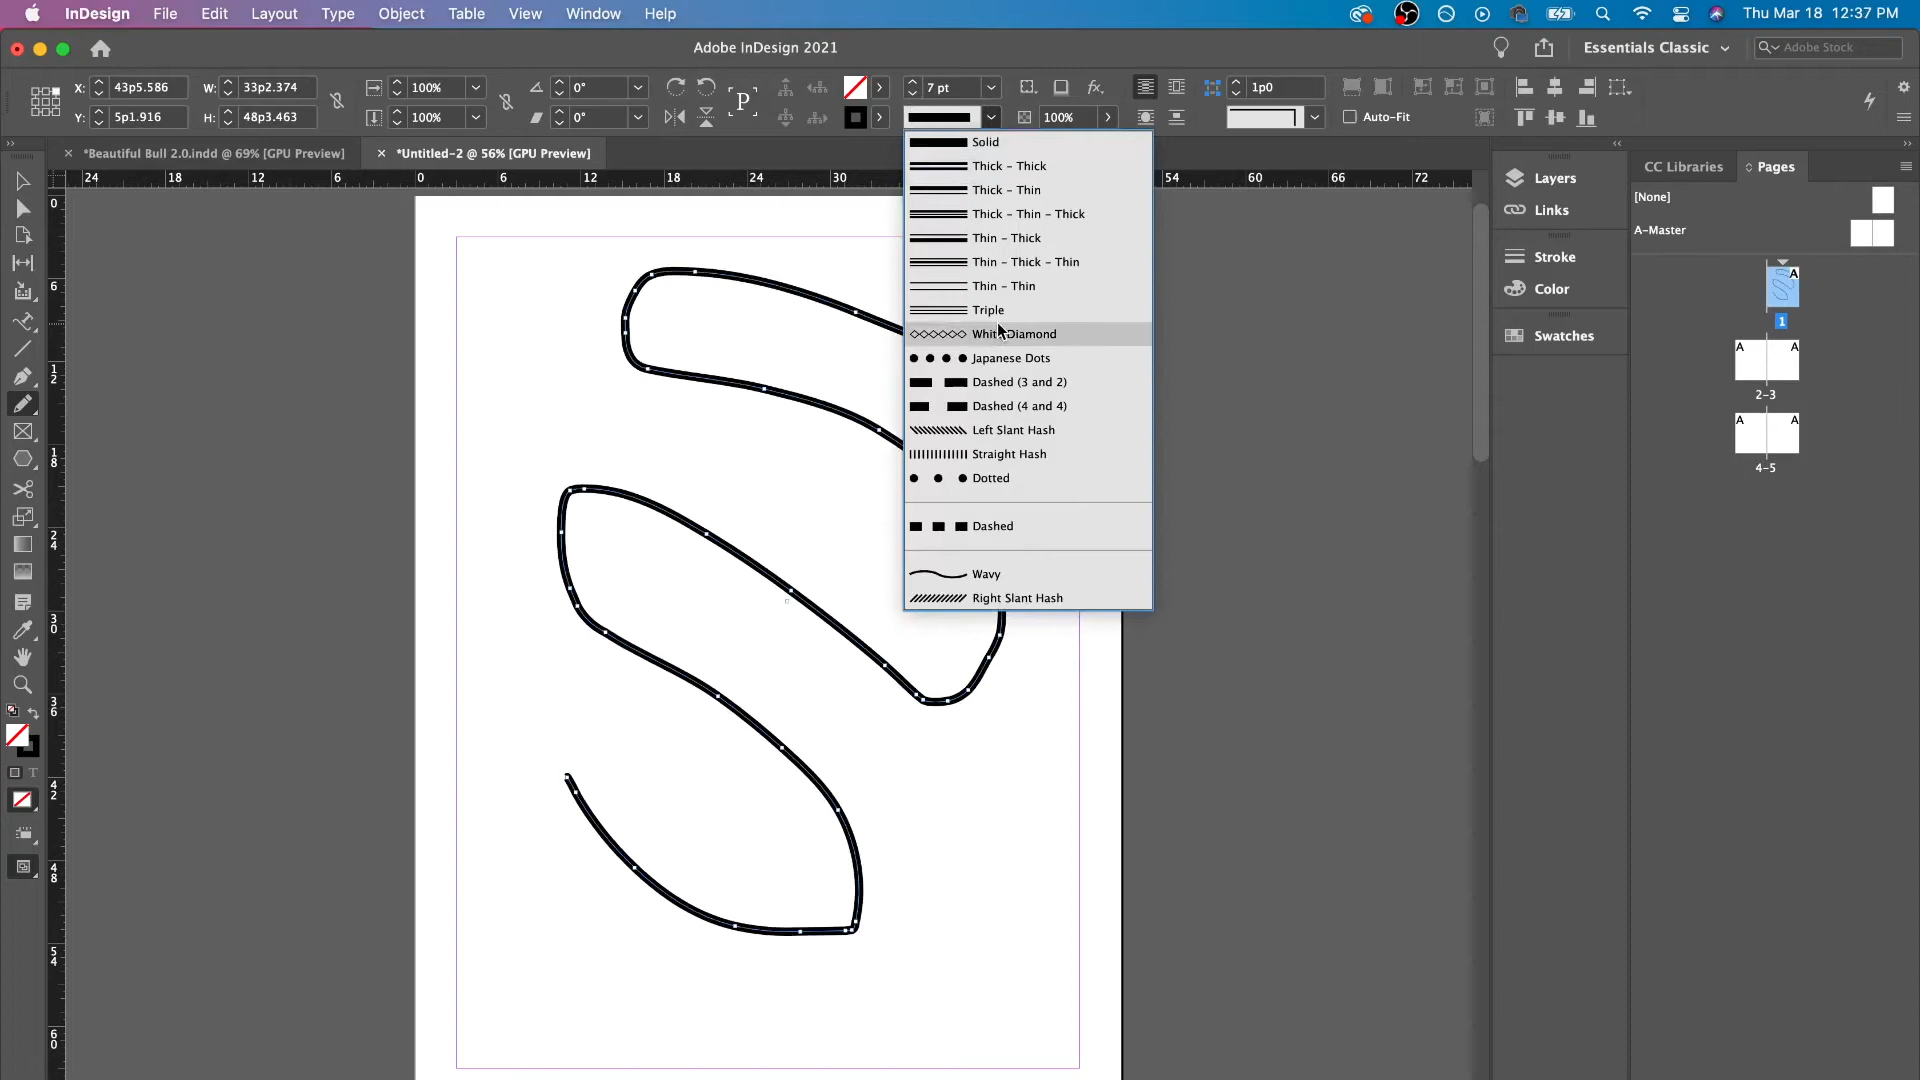 InDesign File Edit Layout Type Object Table View Window Help Thu Mar 18 12:37 PM
Adobe InDesign 2021 Essentials Classic Adobe Stock
X: 43p5.586 W: 33p2.374 100% 0° P 7 pt fx. 1p0
Y: 5p1.916 H: 48p3.463 100% 0° 100% Auto-Fit
*Beautiful Bull 2.0.indd @ 69% [GPU Preview] *Untitled-2 @ 56% [GPU Preview]
24 18 12 6 0 6 12 18 24 30 54 60 66 72
0
6
12
18
24
30
36
42
48
54
60
T
Solid
Thick - Thick
Thick - Thin
Thick - Thin - Thick
Thin - Thick
Thin - Thick - Thin
Thin - Thin
Triple
White Diamond
Japanese Dots
Dashed (3 and 2)
Dashed (4 and 4)
Left Slant Hash
Straight Hash
Dotted
Dashed
Wavy
Right Slant Hash
Layers
Links
Stroke
Color
Swatches
CC Libraries Pages
[None]
A-Master
A
1
A A
2-3
A A
4-5